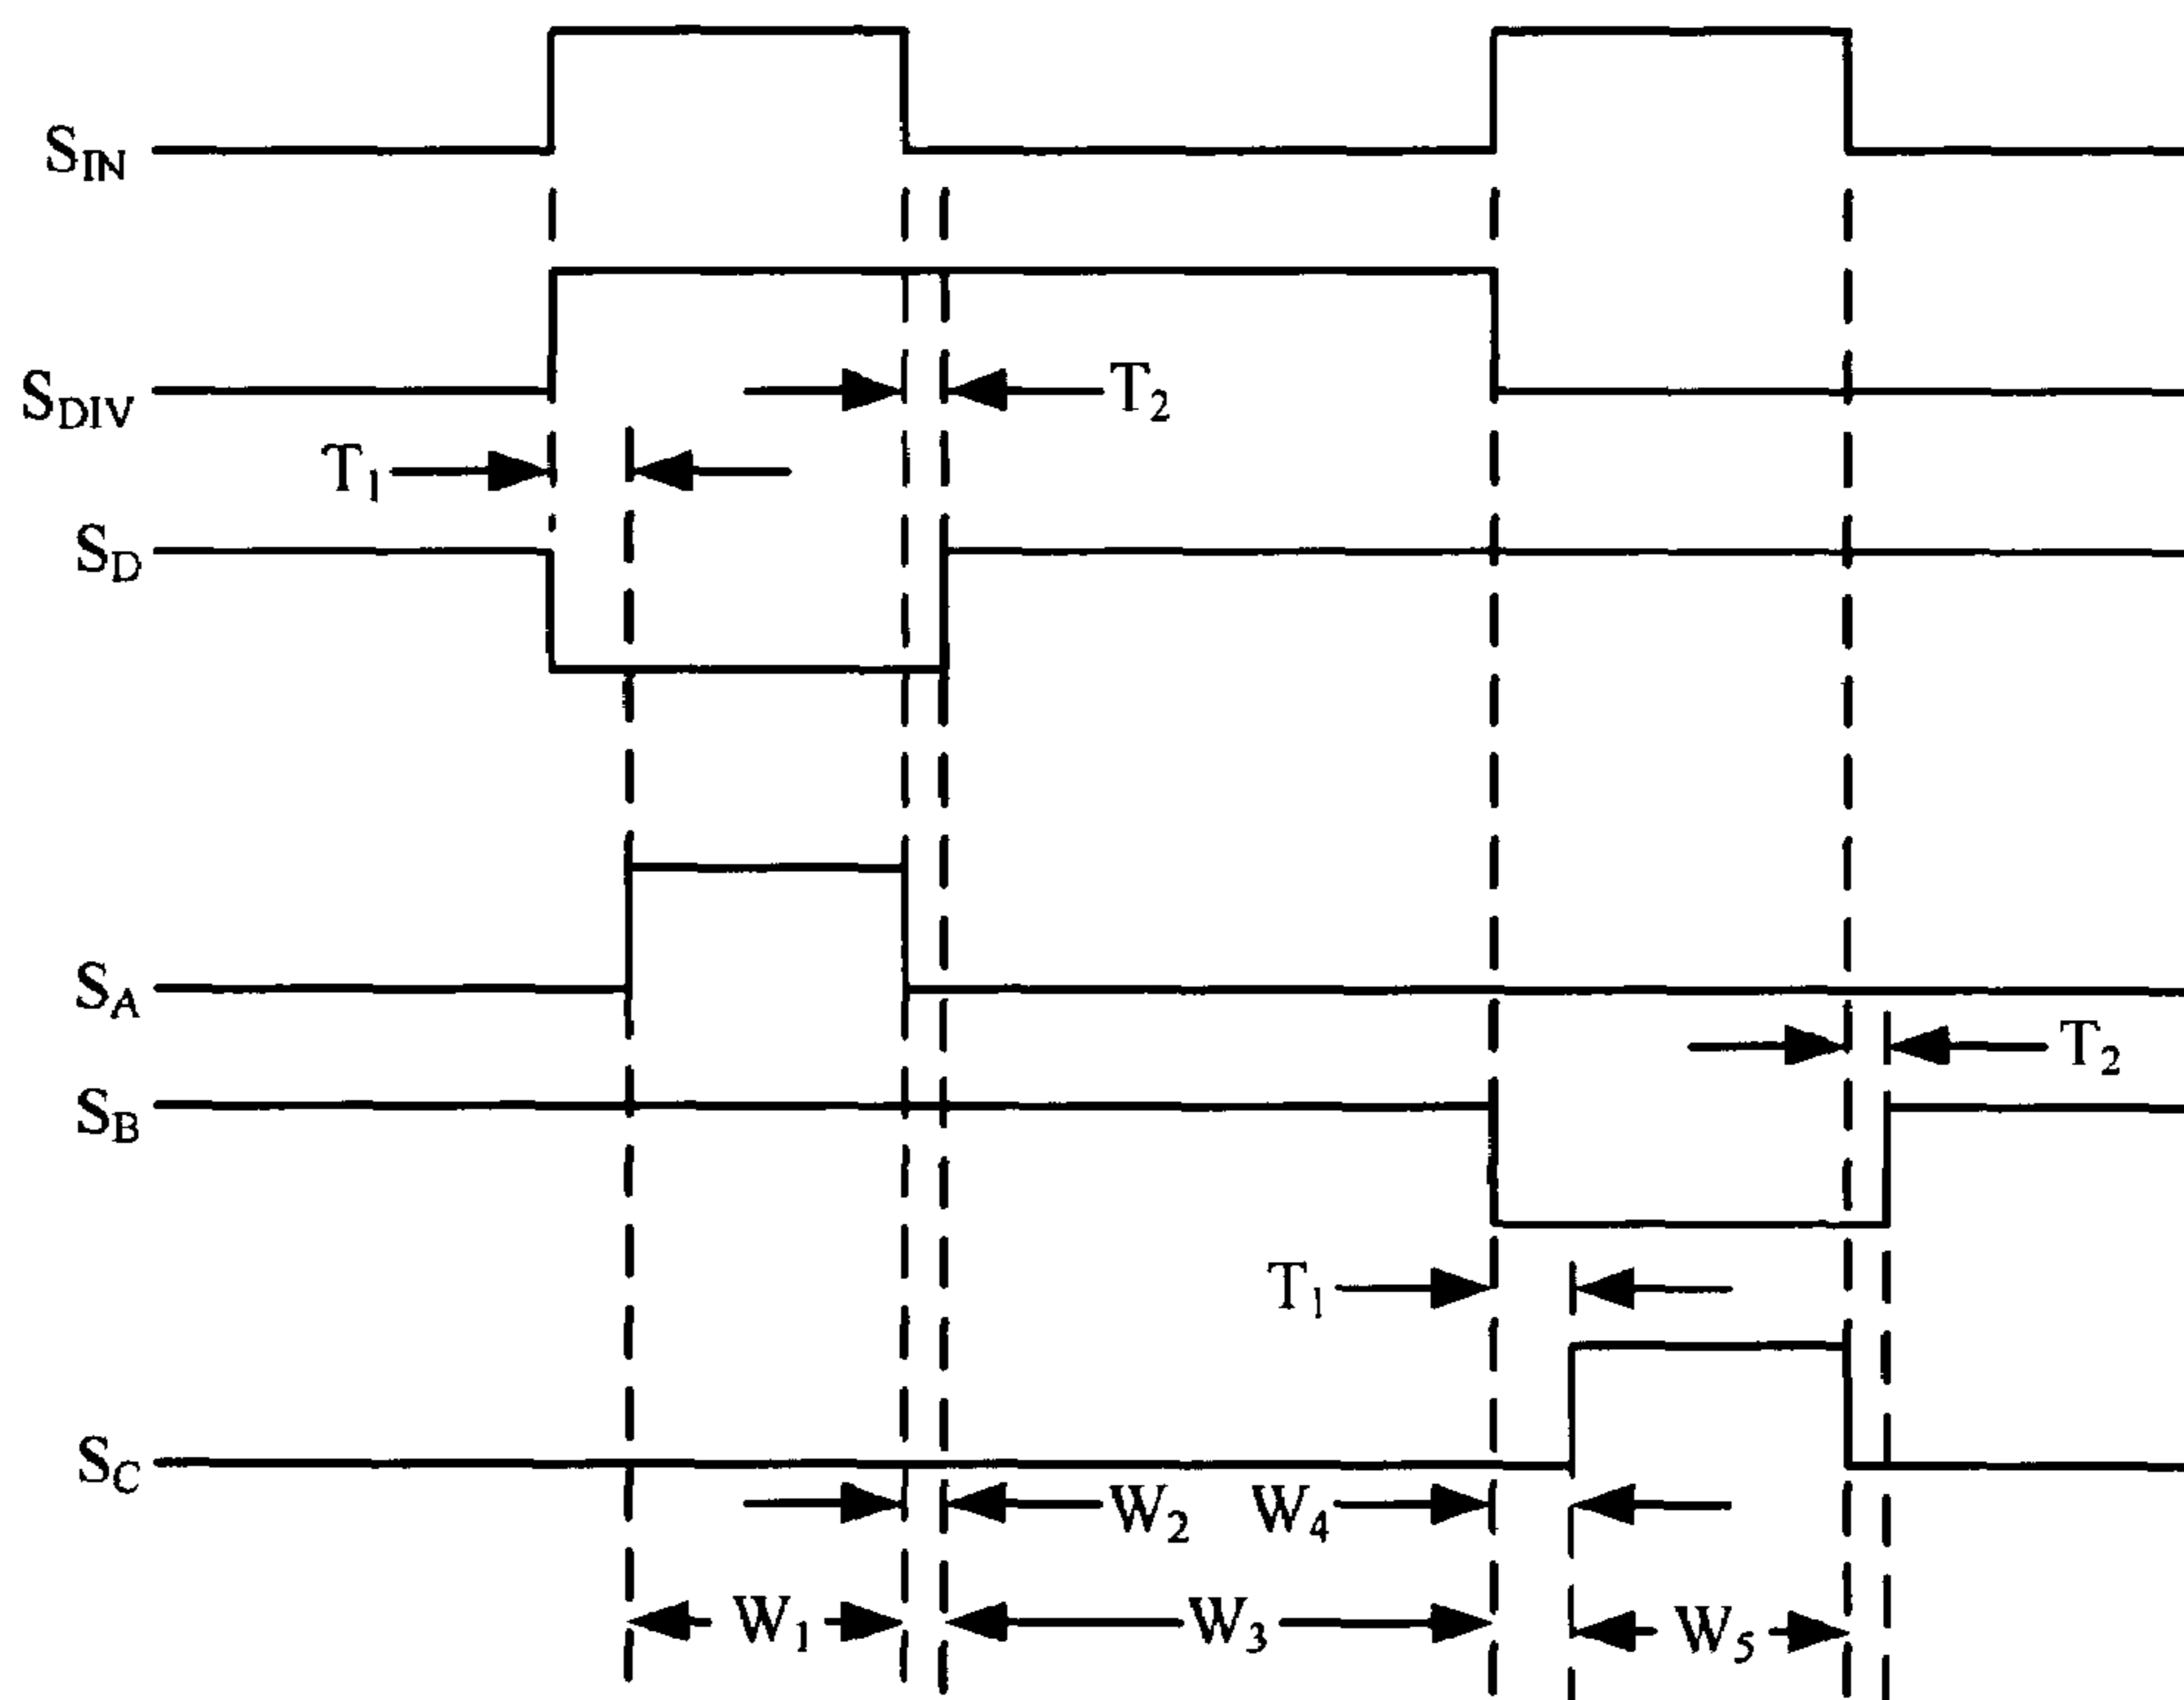 S_IN
S_DIV
T_2
T_1
S_D
S_A
T_2
S_B
T_1
S_C
W_2 W_4
W_1 W_3 W_5